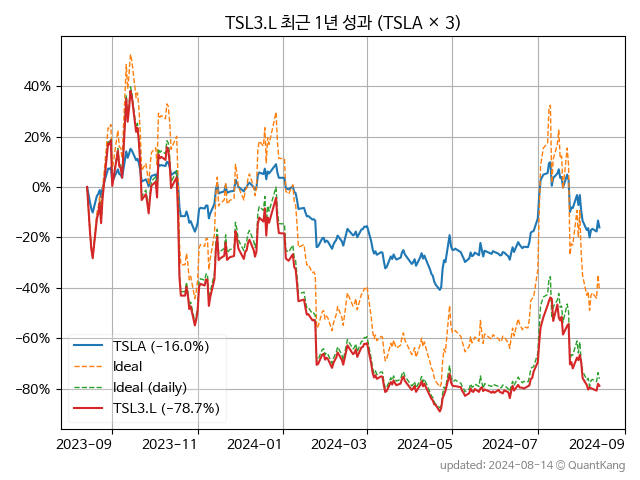 TSL3.L 최근 1년 성과 (TSLA × 3)
40%
20%
0%
−20%
−40%
−60%
−80%
TSLA (−16.0%)
Ideal
Ideal (daily)
TSL3.L (−78.7%)
2023-09 2023-11 2024-01 2024-03 2024-05 2024-07 2024-09
updated: 2024-08-14 © QuantKang